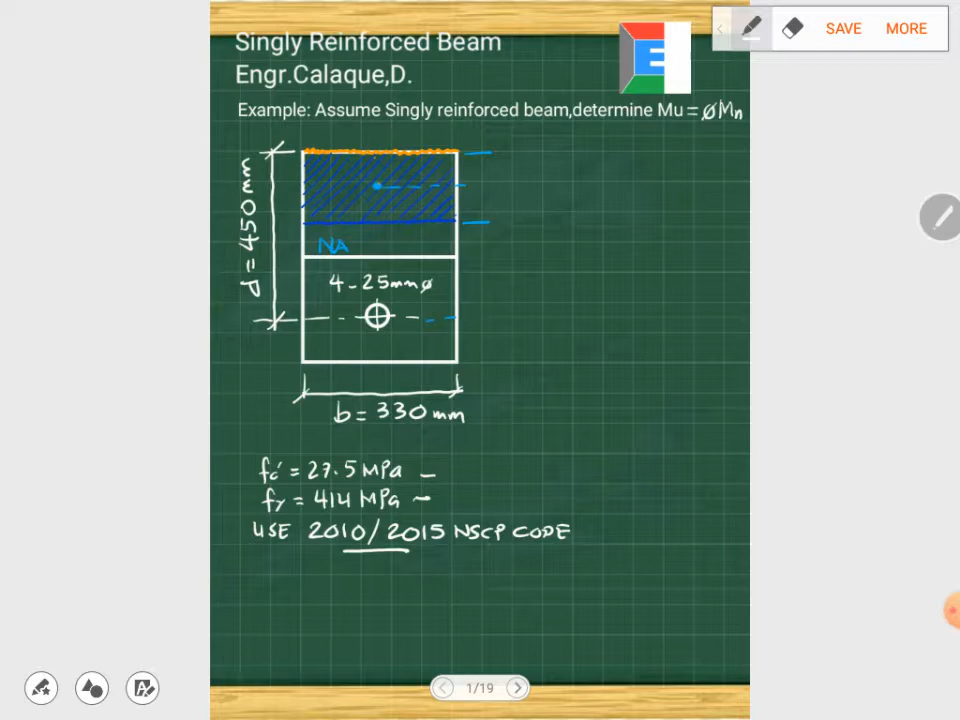 SAVE
MORE
Singly Reinforced Beam
Engr.Calaque,D.
E
Example: Assume Singly reinforced beam,determine Mu = ØMn
d = 450 mm
NA
4 - 25mmø
b = 330 mm
fc' = 27.5 MPa
fy = 414 MPa
USE 2010/2015 NSCP CODE
1/19